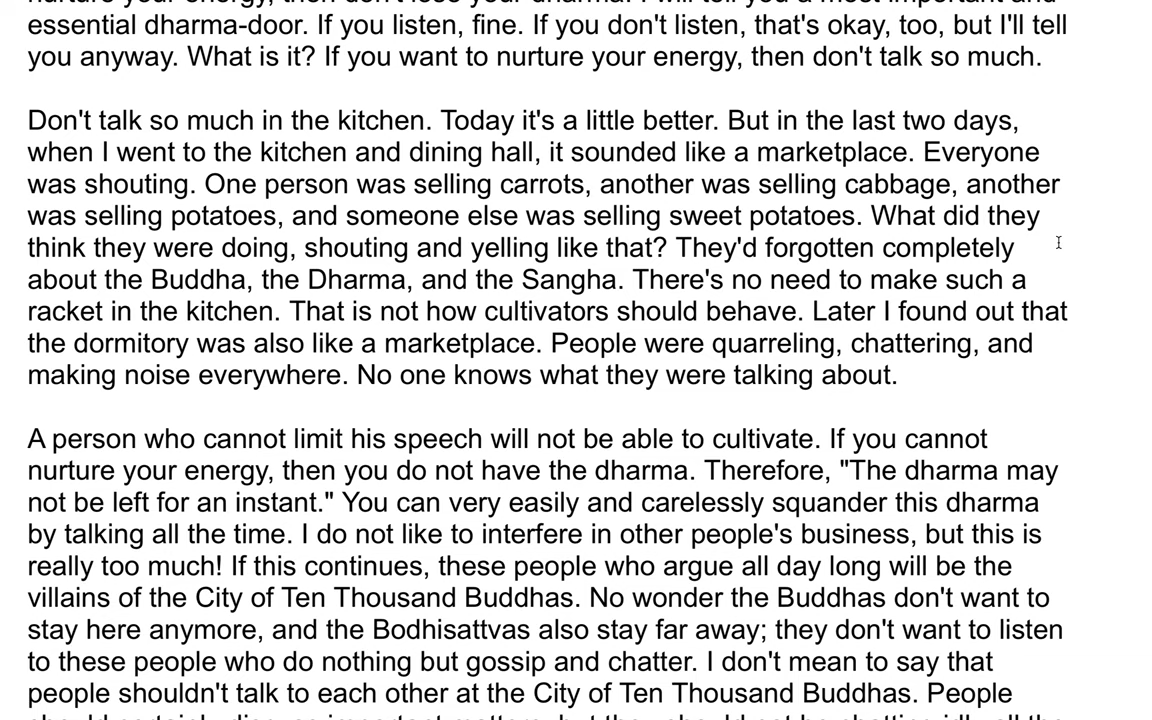 nurture your energy, then don't lose your dharma. I will tell you a most important and
essential dharma-door. If you listen, fine. If you don't listen, that's okay, too, but I'll tell
you anyway. What is it? If you want to nurture your energy, then don't talk so much.
Don't talk so much in the kitchen. Today it's a little better. But in the last two days,
when I went to the kitchen and dining hall, it sounded like a marketplace. Everyone
was shouting. One person was selling carrots, another was selling cabbage, another
was selling potatoes, and someone else was selling sweet potatoes. What did they
think they were doing, shouting and yelling like that? They'd forgotten completely
about the Buddha, the Dharma, and the Sangha. There's no need to make such a
racket in the kitchen. That is not how cultivators should behave. Later I found out that
the dormitory was also like a marketplace. People were quarreling, chattering, and
making noise everywhere. No one knows what they were talking about.
A person who cannot limit his speech will not be able to cultivate. If you cannot
nurture your energy, then you do not have the dharma. Therefore, "The dharma may
not be left for an instant." You can very easily and carelessly squander this dharma
by talking all the time. I do not like to interfere in other people's business, but this is
really too much! If this continues, these people who argue all day long will be the
villains of the City of Ten Thousand Buddhas. No wonder the Buddhas don't want to
stay here anymore, and the Bodhisattvas also stay far away; they don't want to listen
to these people who do nothing but gossip and chatter. I don't mean to say that
people shouldn't talk to each other at the City of Ten Thousand Buddhas. People